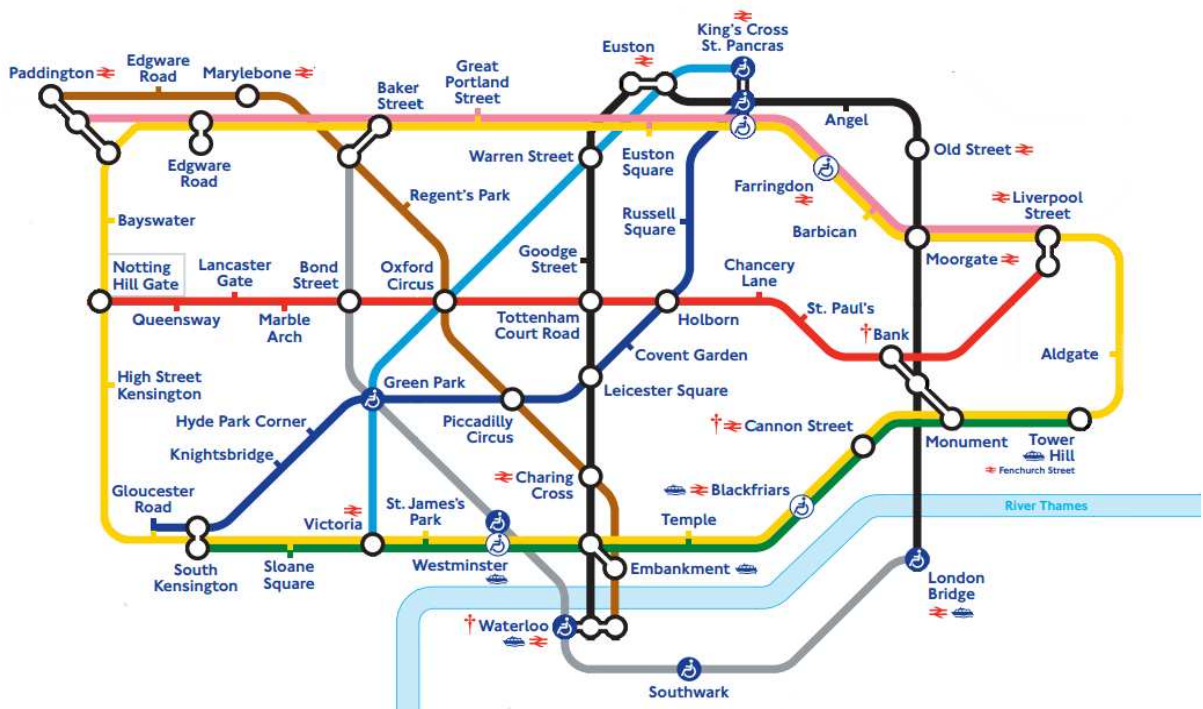 King's Cross
St. Pancras
Euston
Paddington
Edgware
Road
Marylebone
Great
Portland
Street
Baker
Street
Angel
Warren Street
Euston
Square
Old Street
Edgware
Road
Farringdon
Liverpool
Street
Regent's Park
Bayswater
Russell
Square
Barbican
Moorgate
Notting
Hill Gate
Lancaster
Gate
Bond
Street
Oxford
Circus
Goodge
Street
Chancery
Lane
Queensway
Marble
Arch
Tottenham
Court Road
Holborn
St. Paul's
†Bank
Covent Garden
Aldgate
High Street
Kensington
Green Park
Leicester Square
Hyde Park Corner
Piccadilly
Circus
† Cannon Street
Monument
Tower
Hill
Fenchurch Street
Knightsbridge
Charing
Cross
Gloucester
Road
Victoria
St. James's
Park
Blackfriars
River Thames
Temple
South
Kensington
Sloane
Square
Westminster
Embankment
London
Bridge
† Waterloo
Southwark